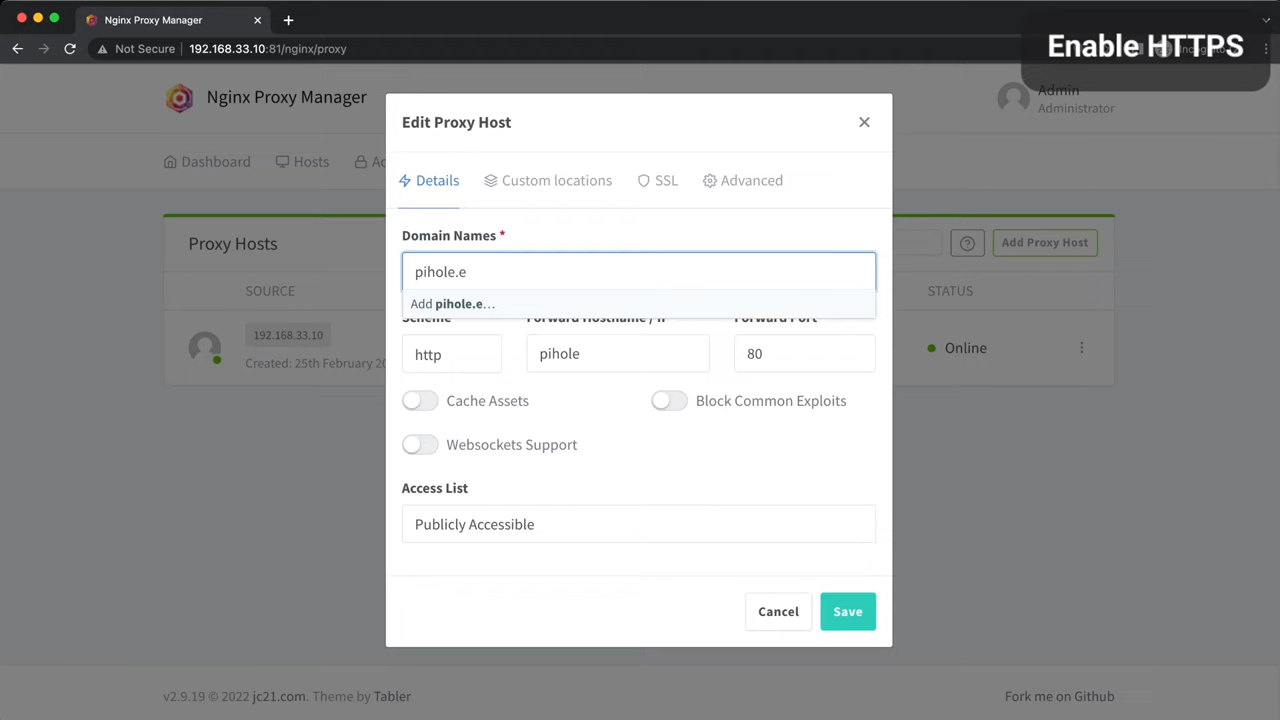 Nginx Proxy Manager
Enable HTTPS
Not Secure
192.168.33.10:81/nginx/proxy
Nginx Proxy Manager
Admin
Administrator
Dashboard
Hosts
Edit Proxy Host
Details
Custom locations
SSL
Advanced
Domain Names *
pihole.e
Add pihole.e...
http
pihole
80
Cache Assets
Block Common Exploits
Websockets Support
Access List
Publicly Accessible
Cancel
Save
Proxy Hosts
Add Proxy Host
SOURCE
STATUS
192.168.33.10
Created: 25th February
Online
v2.9.19 © 2022 jc21.com. Theme by Tabler
Fork me on Github